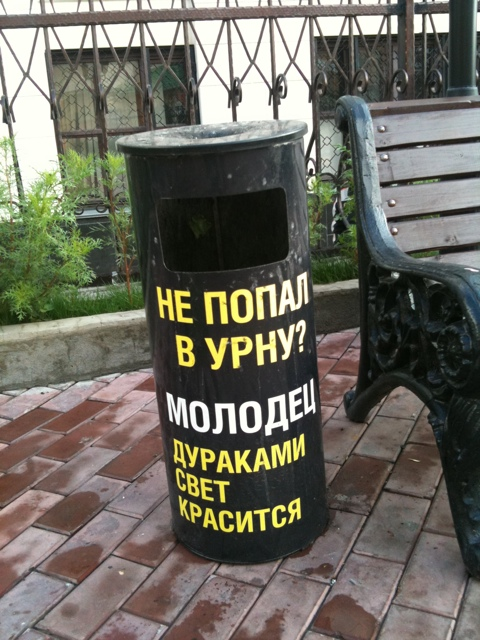 НЕ ПОПАЛ
В УРНУ?
МОЛОДЕЦ
ДУРАКАМИ
СВЕТ
КРАСИТСЯ